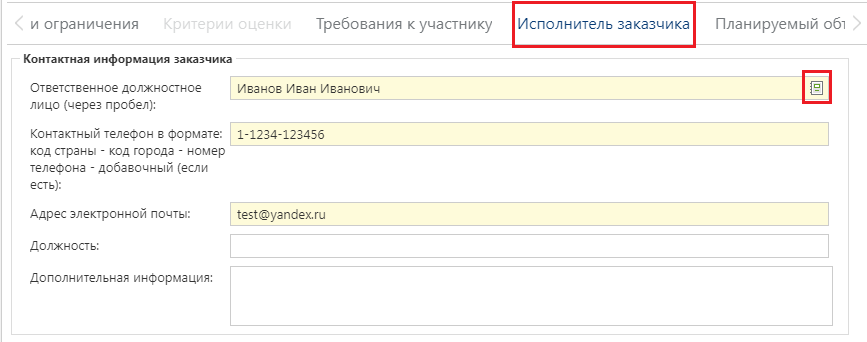 и ограничения Критерии оценки Требования к участнику Исполнитель заказчика Планируемый объ
Контактная информация заказчика
Ответственное должностное лицо (через пробел): Иванов Иван Иванович
Контактный телефон в формате: код страны - код города - номер телефона - добавочный (если есть): 1-1234-123456
Адрес электронной почты: test@yandex.ru
Должность:
Дополнительная информация: